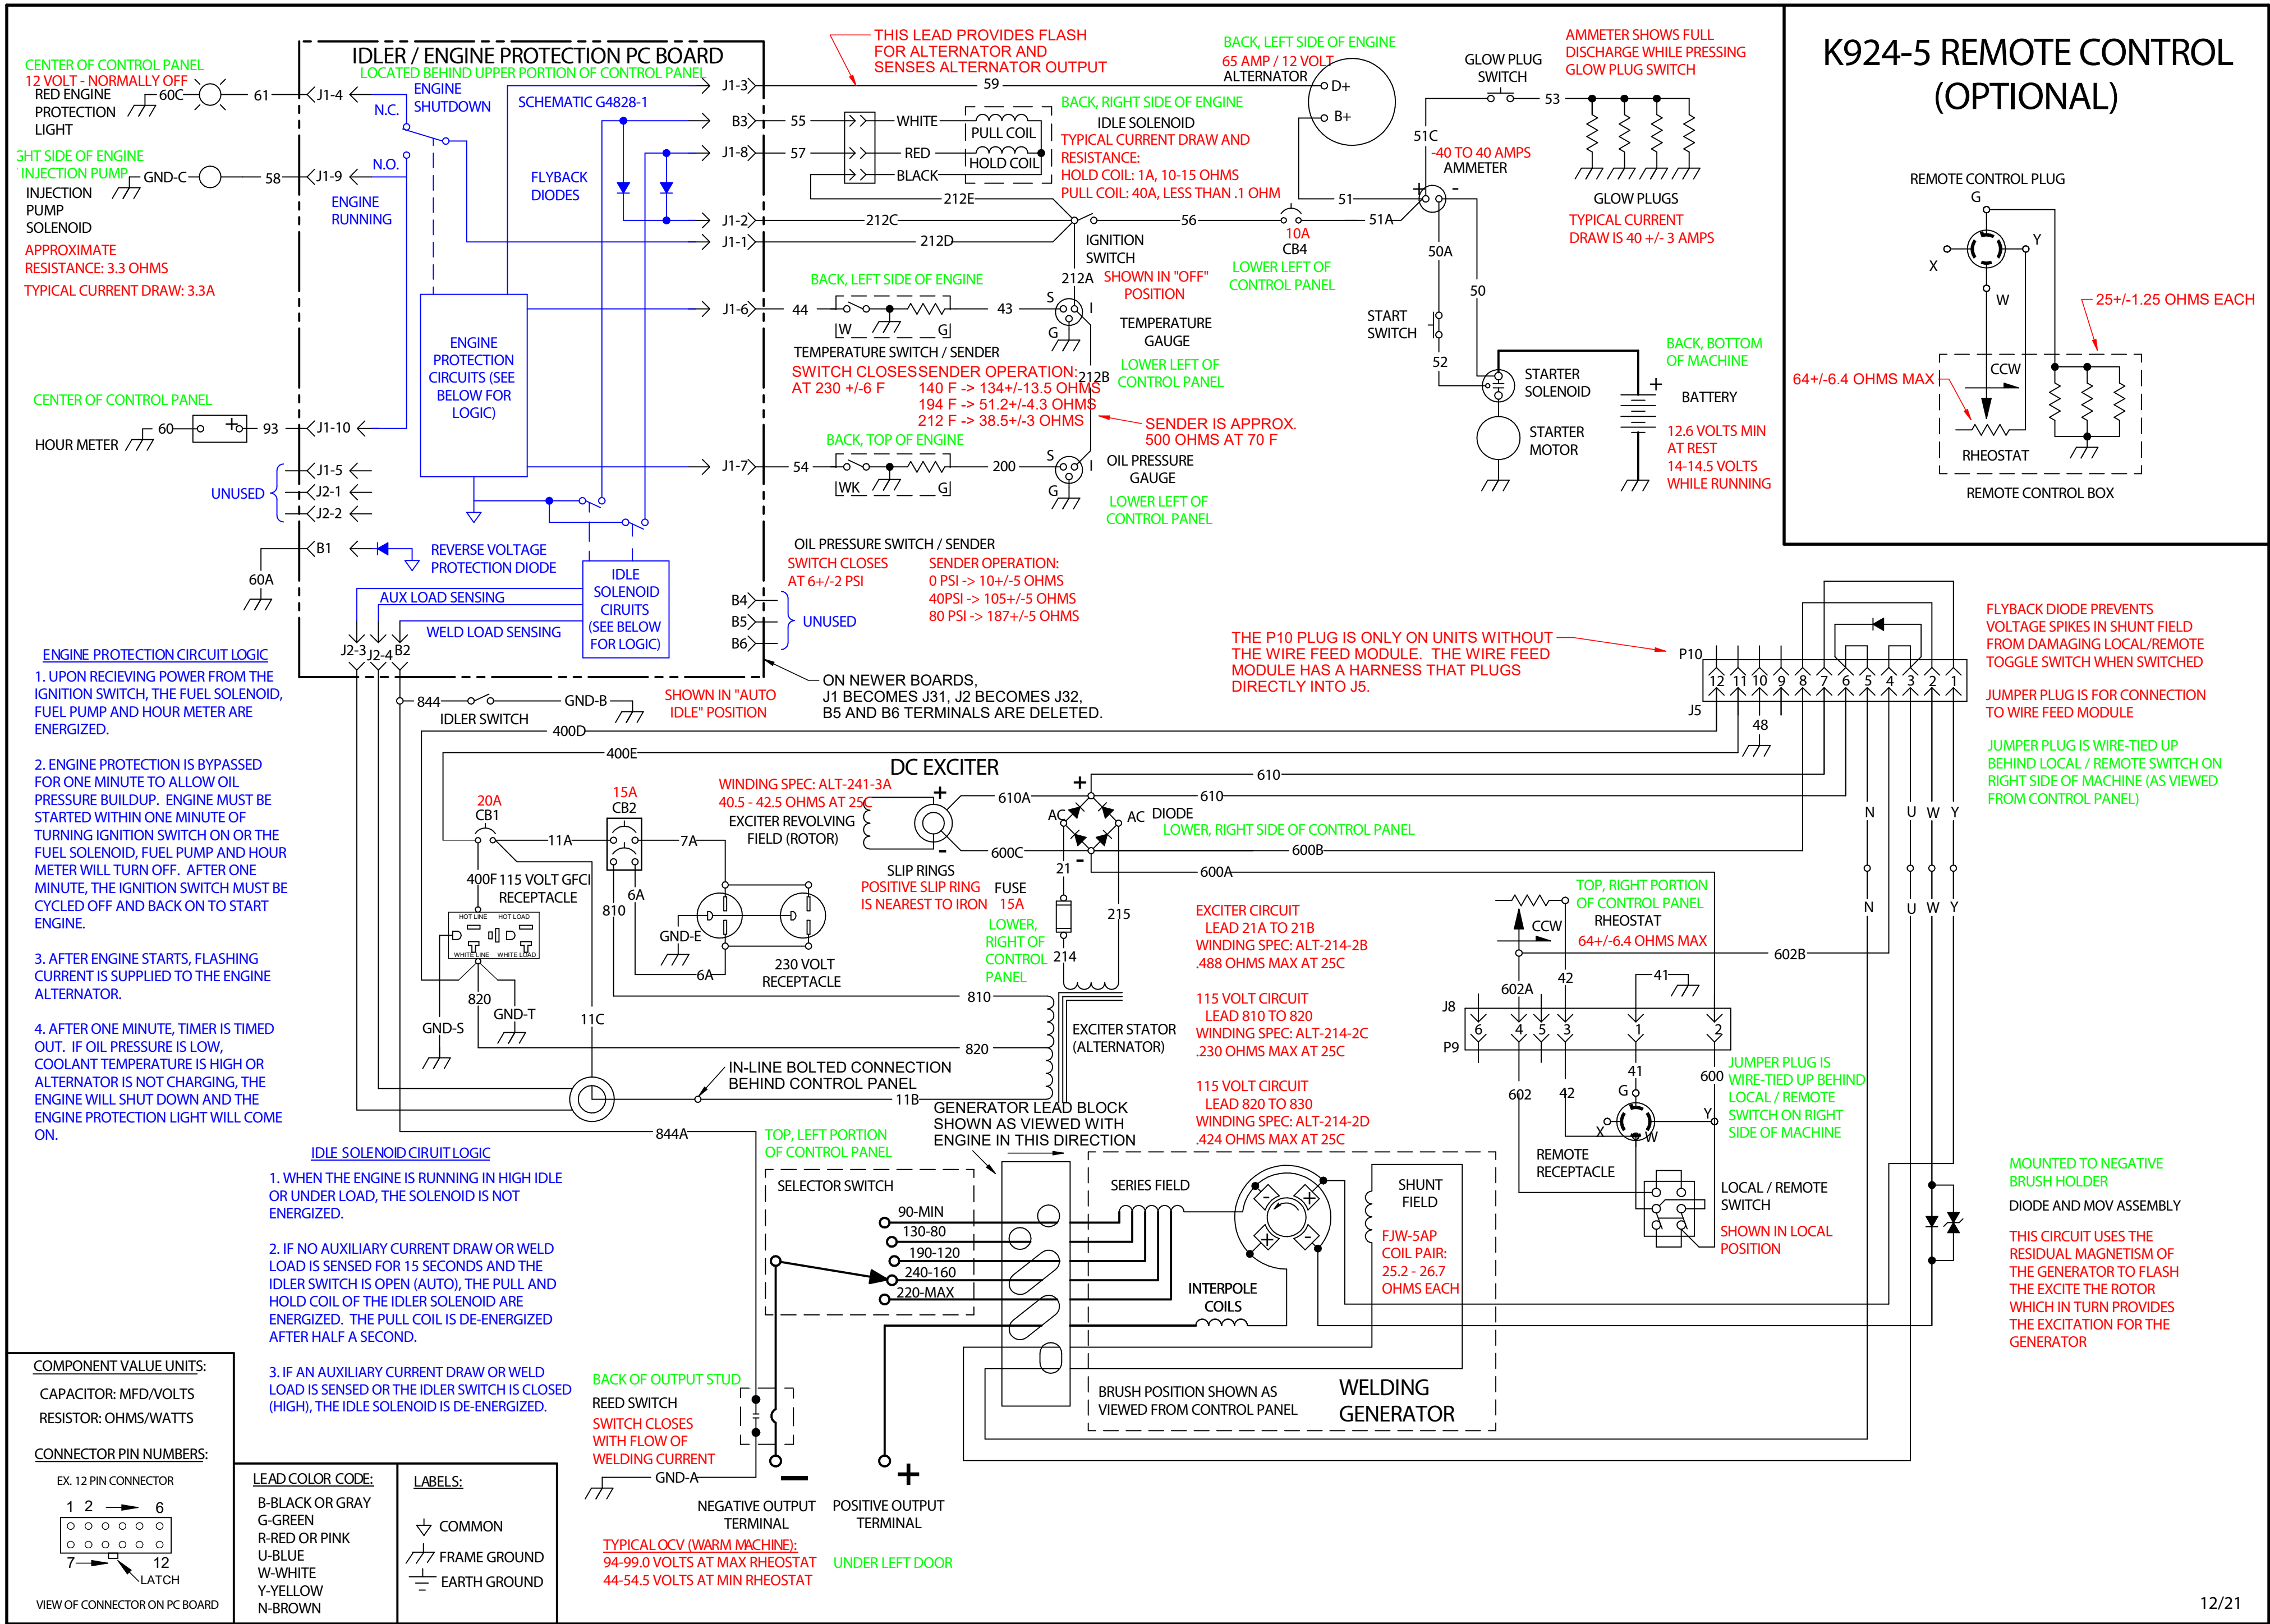 IDLER / ENGINE PROTECTION PC BOARD
LOCATED BEHIND UPPER PORTION OF CONTROL PANEL
CENTER OF CONTROL PANEL
12 VOLT - NORMALLY OFF
RED ENGINE
PROTECTION
LIGHT
60C
61
J1-4
N.C.
ENGINE
SHUTDOWN
SCHEMATIC G4828-1
GHT SIDE OF ENGINE
INJECTION PUMP
INJECTION
PUMP
SOLENOID
GND-C
58
J1-9
N.O.
ENGINE
RUNNING
FLYBACK
DIODES
APPROXIMATE
RESISTANCE: 3.3 OHMS
TYPICAL CURRENT DRAW: 3.3A
ENGINE
PROTECTION
CIRCUITS (SEE
BELOW FOR
LOGIC)
CENTER OF CONTROL PANEL
HOUR METER
60
+
93
J1-10
UNUSED
J1-5
J2-1
J2-2
B1
60A
REVERSE VOLTAGE
PROTECTION DIODE
AUX LOAD SENSING
WELD LOAD SENSING
IDLE
SOLENOID
CIRUITS
(SEE BELOW
FOR LOGIC)
J2-3
J2-4
B2
J1-3
B3
J1-8
J1-2
J1-1
J1-6
J1-7
B4
B5
B6
UNUSED
THIS LEAD PROVIDES FLASH
FOR ALTERNATOR AND
SENSES ALTERNATOR OUTPUT
59
55
57
WHITE
RED
BLACK
PULL COIL
HOLD COIL
212E
212C
212D
BACK, RIGHT SIDE OF ENGINE
IDLE SOLENOID
TYPICAL CURRENT DRAW AND
RESISTANCE:
HOLD COIL: 1A, 10-15 OHMS
PULL COIL: 40A, LESS THAN .1 OHM
BACK, LEFT SIDE OF ENGINE
65 AMP / 12 VOLT
ALTERNATOR
D+
B+
GLOW PLUG
SWITCH
53
AMMETER SHOWS FULL
DISCHARGE WHILE PRESSING
GLOW PLUG SWITCH
51C
-40 TO 40 AMPS
AMMETER
+
-
51
51A
56
10A
CB4
LOWER LEFT OF
CONTROL PANEL
GLOW PLUGS
TYPICAL CURRENT
DRAW IS 40 +/- 3 AMPS
IGNITION
SWITCH
SHOWN IN "OFF"
POSITION
212A
BACK, LEFT SIDE OF ENGINE
44
W
G
43
S
I
G
TEMPERATURE
GAUGE
LOWER LEFT OF
CONTROL PANEL
TEMPERATURE SWITCH / SENDER
SWITCH CLOSES
AT 230 +/-6 F
SENDER OPERATION:
140 F -> 134+/-13.5 OHMS
194 F -> 51.2+/-4.3 OHMS
212 F -> 38.5+/-3 OHMS
212B
SENDER IS APPROX.
500 OHMS AT 70 F
BACK, TOP OF ENGINE
54
WK
G
200
S
I
G
OIL PRESSURE
GAUGE
LOWER LEFT OF
CONTROL PANEL
OIL PRESSURE SWITCH / SENDER
SWITCH CLOSES
AT 6+/-2 PSI
SENDER OPERATION:
0 PSI -> 10+/-5 OHMS
40PSI -> 105+/-5 OHMS
80 PSI -> 187+/-5 OHMS
50A
50
START
SWITCH
52
STARTER
SOLENOID
STARTER
MOTOR
BACK, BOTTOM
OF MACHINE
+
BATTERY
12.6 VOLTS MIN
AT REST
14-14.5 VOLTS
WHILE RUNNING
K924-5 REMOTE CONTROL
(OPTIONAL)
REMOTE CONTROL PLUG
G
Y
X
W
25+/-1.25 OHMS EACH
64+/-6.4 OHMS MAX
CCW
RHEOSTAT
REMOTE CONTROL BOX
ENGINE PROTECTION CIRCUIT LOGIC
1. UPON RECIEVING POWER FROM THE
IGNITION SWITCH, THE FUEL SOLENOID,
FUEL PUMP AND HOUR METER ARE
ENERGIZED.
2. ENGINE PROTECTION IS BYPASSED
FOR ONE MINUTE TO ALLOW OIL
PRESSURE BUILDUP.  ENGINE MUST BE
STARTED WITHIN ONE MINUTE OF
TURNING IGNITION SWITCH ON OR THE
FUEL SOLENOID, FUEL PUMP AND HOUR
METER WILL TURN OFF.  AFTER ONE
MINUTE, THE IGNITION SWITCH MUST BE
CYCLED OFF AND BACK ON TO START
ENGINE.
3. AFTER ENGINE STARTS, FLASHING
CURRENT IS SUPPLIED TO THE ENGINE
ALTERNATOR.
4. AFTER ONE MINUTE, TIMER IS TIMED
OUT.  IF OIL PRESSURE IS LOW,
COOLANT TEMPERATURE IS HIGH OR
ALTERNATOR IS NOT CHARGING, THE
ENGINE WILL SHUT DOWN AND THE
ENGINE PROTECTION LIGHT WILL COME
ON.
844
IDLER SWITCH
GND-B
SHOWN IN "AUTO
IDLE" POSITION
ON NEWER BOARDS,
J1 BECOMES J31, J2 BECOMES J32,
B5 AND B6 TERMINALS ARE DELETED.
THE P10 PLUG IS ONLY ON UNITS WITHOUT
THE WIRE FEED MODULE.  THE WIRE FEED
MODULE HAS A HARNESS THAT PLUGS
DIRECTLY INTO J5.
P10
12 11 10 9 8 7 6 5 4 3 2 1
J5
48
FLYBACK DIODE PREVENTS
VOLTAGE SPIKES IN SHUNT FIELD
FROM DAMAGING LOCAL/REMOTE
TOGGLE SWITCH WHEN SWITCHED
JUMPER PLUG IS FOR CONNECTION
TO WIRE FEED MODULE
JUMPER PLUG IS WIRE-TIED UP
BEHIND LOCAL / REMOTE SWITCH ON
RIGHT SIDE OF MACHINE (AS VIEWED
FROM CONTROL PANEL)
400D
400E
DC EXCITER
20A
CB1
15A
CB2
11A
7A
400F
115 VOLT GFCI
RECEPTACLE
6A
810
HOT LINE HOT LOAD
WHITE LINE WHITE LOAD
GND-E
6A
230 VOLT
RECEPTACLE
820
GND-S
GND-T
11C
WINDING SPEC: ALT-241-3A
40.5 - 42.5 OHMS AT 25C
EXCITER REVOLVING
FIELD (ROTOR)
+
-
610A
600C
SLIP RINGS
POSITIVE SLIP RING
IS NEAREST TO IRON
+
AC
AC
-
DIODE
LOWER, RIGHT SIDE OF CONTROL PANEL
610
610
600B
600A
21
FUSE
15A
LOWER,
RIGHT OF
CONTROL
PANEL
214
215
810
820
EXCITER STATOR
(ALTERNATOR)
IN-LINE BOLTED CONNECTION
BEHIND CONTROL PANEL
11B
EXCITER CIRCUIT
LEAD 21A TO 21B
WINDING SPEC: ALT-214-2B
.488 OHMS MAX AT 25C
115 VOLT CIRCUIT
LEAD 810 TO 820
WINDING SPEC: ALT-214-2C
.230 OHMS MAX AT 25C
115 VOLT CIRCUIT
LEAD 820 TO 830
WINDING SPEC: ALT-214-2D
.424 OHMS MAX AT 25C
TOP, RIGHT PORTION
OF CONTROL PANEL
RHEOSTAT
64+/-6.4 OHMS MAX
CCW
602B
602A
42
41
J8
6 4 5 3 1 2
P9
602
42
41
600
JUMPER PLUG IS
WIRE-TIED UP BEHIND
LOCAL / REMOTE
SWITCH ON RIGHT
SIDE OF MACHINE
G
Y
X
W
REMOTE
RECEPTACLE
LOCAL / REMOTE
SWITCH
SHOWN IN LOCAL
POSITION
N U W Y
N U W Y
MOUNTED TO NEGATIVE
BRUSH HOLDER
DIODE AND MOV ASSEMBLY
THIS CIRCUIT USES THE
RESIDUAL MAGNETISM OF
THE GENERATOR TO FLASH
THE EXCITE THE ROTOR
WHICH IN TURN PROVIDES
THE EXCITATION FOR THE
GENERATOR
844A
GENERATOR LEAD BLOCK
SHOWN AS VIEWED WITH
ENGINE IN THIS DIRECTION
TOP, LEFT PORTION
OF CONTROL PANEL
SELECTOR SWITCH
90-MIN
130-80
190-120
240-160
220-MAX
SERIES FIELD
-
+
+
-
SHUNT
FIELD
FJW-5AP
COIL PAIR:
25.2 - 26.7
OHMS EACH
INTERPOLE
COILS
BRUSH POSITION SHOWN AS
VIEWED FROM CONTROL PANEL
WELDING
GENERATOR
IDLE SOLENOID CIRUIT LOGIC
1. WHEN THE ENGINE IS RUNNING IN HIGH IDLE
OR UNDER LOAD, THE SOLENOID IS NOT
ENERGIZED.
2. IF NO AUXILIARY CURRENT DRAW OR WELD
LOAD IS SENSED FOR 15 SECONDS AND THE
IDLER SWITCH IS OPEN (AUTO), THE PULL AND
HOLD COIL OF THE IDLER SOLENOID ARE
ENERGIZED.  THE PULL COIL IS DE-ENERGIZED
AFTER HALF A SECOND.
3. IF AN AUXILIARY CURRENT DRAW OR WELD
LOAD IS SENSED OR THE IDLER SWITCH IS CLOSED
(HIGH), THE IDLE SOLENOID IS DE-ENERGIZED.
BACK OF OUTPUT STUD
REED SWITCH
SWITCH CLOSES
WITH FLOW OF
WELDING CURRENT
GND-A
-
+
NEGATIVE OUTPUT
TERMINAL
POSITIVE OUTPUT
TERMINAL
TYPICAL OCV (WARM MACHINE):
94-99.0 VOLTS AT MAX RHEOSTAT
44-54.5 VOLTS AT MIN RHEOSTAT
UNDER LEFT DOOR
COMPONENT VALUE UNITS:
CAPACITOR: MFD/VOLTS
RESISTOR: OHMS/WATTS
CONNECTOR PIN NUMBERS:
EX. 12 PIN CONNECTOR
1 2 6
7 12
LATCH
VIEW OF CONNECTOR ON PC BOARD
LEAD COLOR CODE:
B-BLACK OR GRAY
G-GREEN
R-RED OR PINK
U-BLUE
W-WHITE
Y-YELLOW
N-BROWN
LABELS:
COMMON
FRAME GROUND
EARTH GROUND
12/21